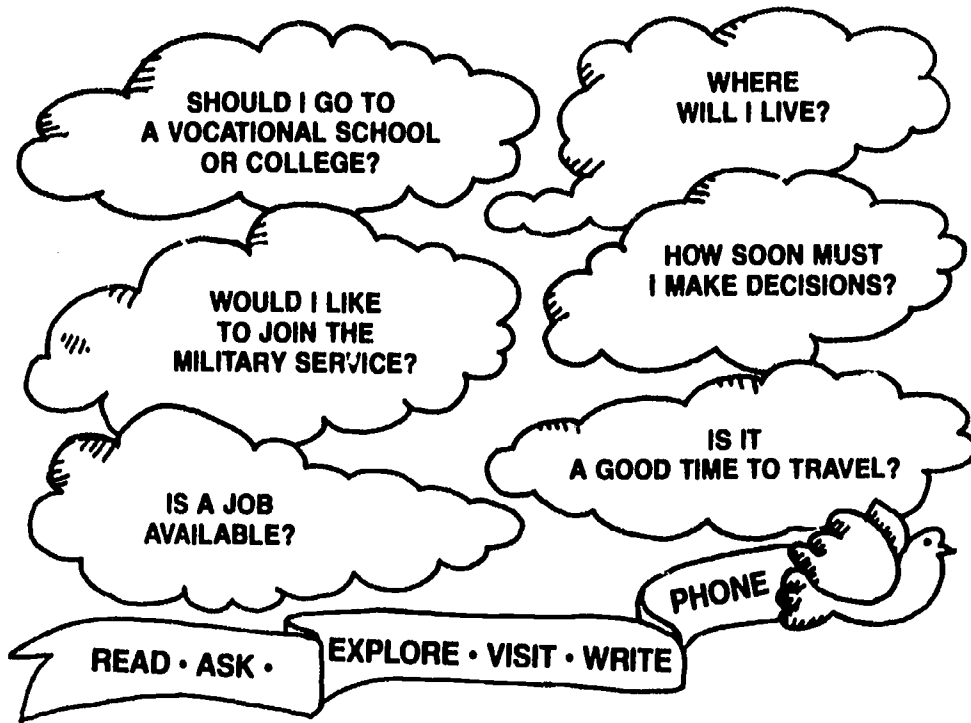 SHOULD I GO TO
A VOCATIONAL SCHOOL
OR COLLEGE?
WHERE
WILL I LIVE?
HOW SOON MUST
I MAKE DECISIONS?
WOULD I LIKE
TO JOIN THE
MILITARY SERVICE?
IS IT
A GOOD TIME TO TRAVEL?
IS A JOB
AVAILABLE?
READ • ASK •
EXPLORE • VISIT • WRITE
PHONE